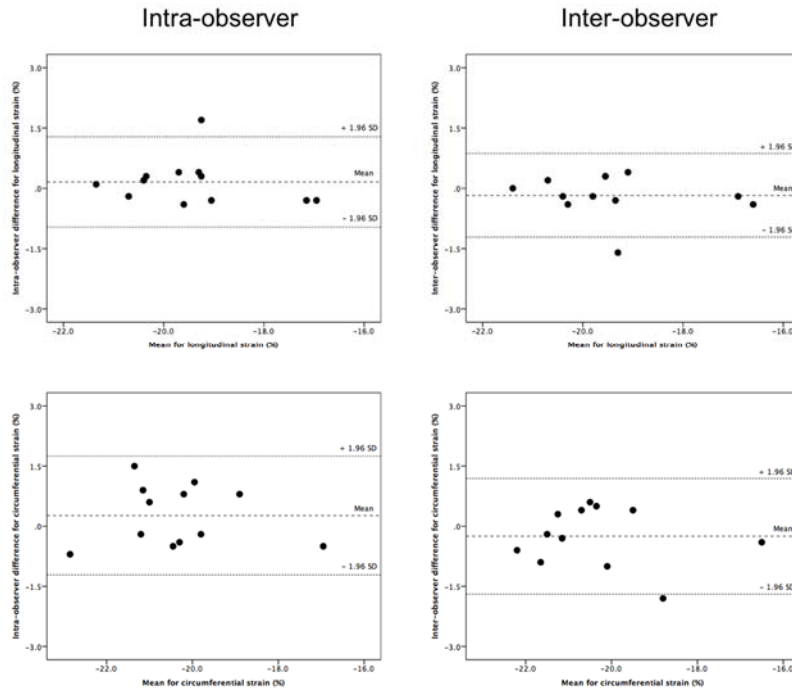 Intra-observer
Inter-observer
Intra-observer difference for longitudinal strain (%)
3.0
1.5
.0
-1.5
-3.0
+ 1.96 SD
Mean
- 1.96 SD
-22.0 -20.0 -18.0 -16.0
Mean for longitudinal strain (%)
Inter-observer difference for longitudinal strain (%)
3.0
1.5
.0
-1.5
-3.0
+ 1.96 SD
Mean
- 1.96 SD
-22.0 -20.0 -18.0 -16.0
Mean for longitudinal strain (%)
Intra-observer difference for circumferential strain (%)
3.0
1.5
.0
-1.5
-3.0
+ 1.96 SD
Mean
- 1.96 SD
-22.0 -20.0 -18.0 -16.0
Mean for circumferential strain (%)
Inter-observer difference for circumferential strain (%)
3.0
1.5
.0
-1.5
-3.0
+ 1.96 SD
Mean
- 1.96 SD
-22.0 -20.0 -18.0 -16.0
Mean for circumferential strain (%)